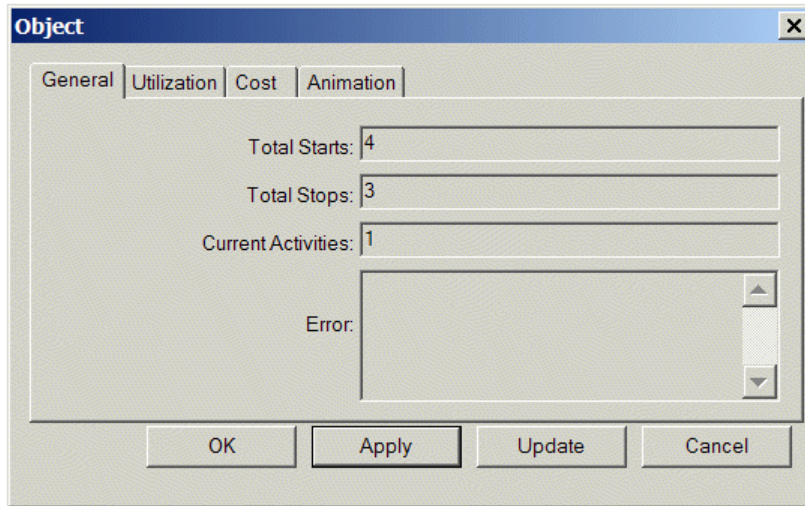 Object
General Utilization Cost Animation
Total Starts: 4
Total Stops: 3
Current Activities: 1
Error:
OK Apply Update Cancel